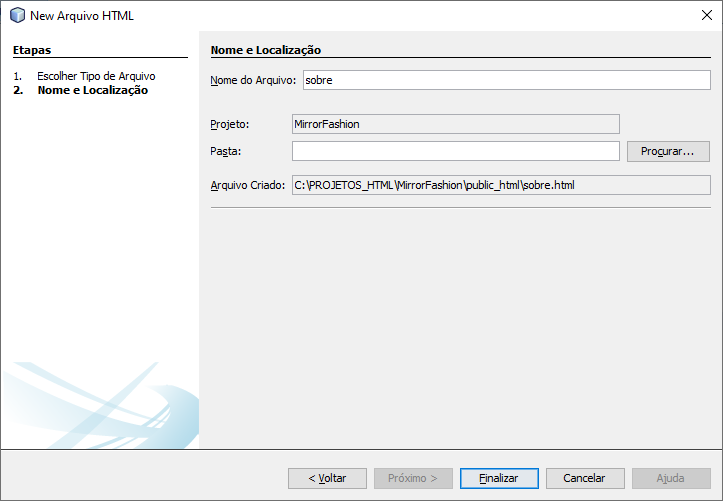 New Arquivo HTML
Etapas
1. Escolher Tipo de Arquivo
2. Nome e Localização
Nome e Localização
Nome do Arquivo: sobre
Projeto: MirrorFashion
Pasta: Procurar...
Arquivo Criado: C:\PROJETOS_HTML\MirrorFashion\public_html\sobre.html
< Voltar Próximo > Finalizar Cancelar Ajuda